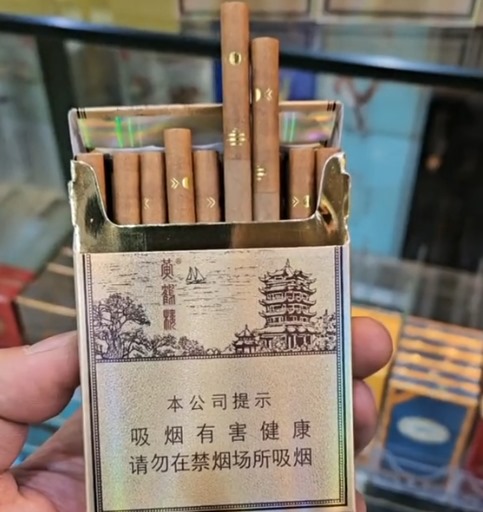 黄鹤楼
本公司提示
吸烟有害健康
请勿在禁烟场所吸烟